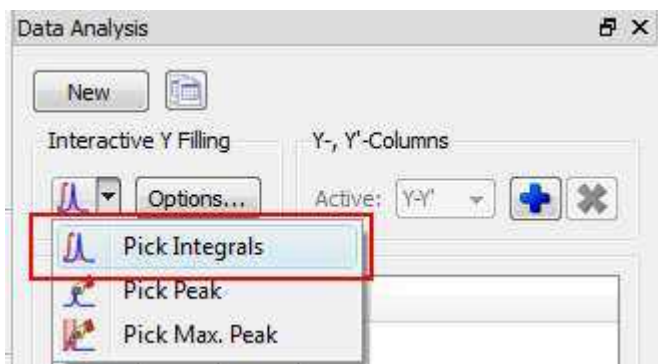 Data Analysis
New
Interactive Y Filling
Y-, Y'-Columns
Options...
Active: Y-Y'
Pick Integrals
Pick Peak
Pick Max. Peak